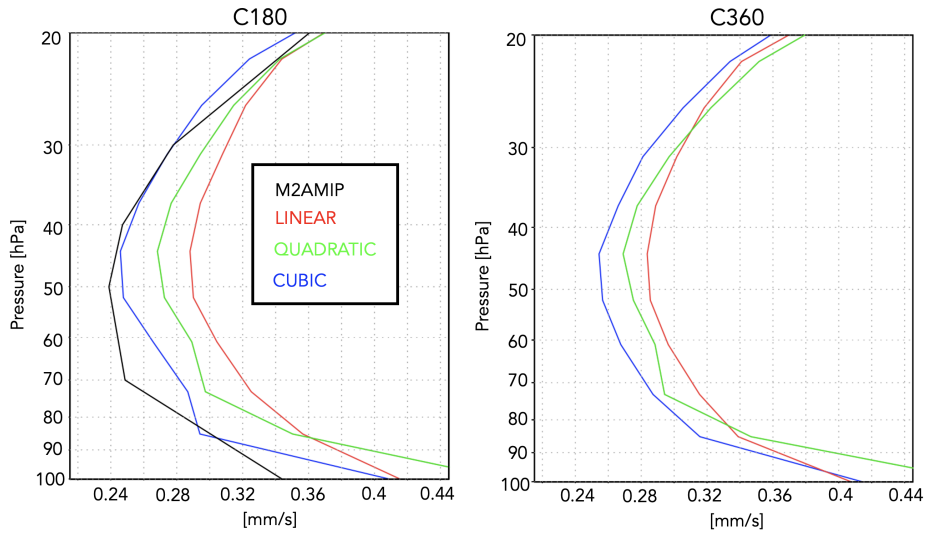 C180
20
30
40
50
60
70
80
90
100
Pressure [hPa]
M2AMIP
LINEAR
QUADRATIC
CUBIC
0.24 0.28 0.32 0.36 0.4 0.44
[mm/s]
C360
20
30
40
50
60
70
80
90
100
Pressure [hPa]
0.24 0.28 0.32 0.36 0.4 0.44
[mm/s]